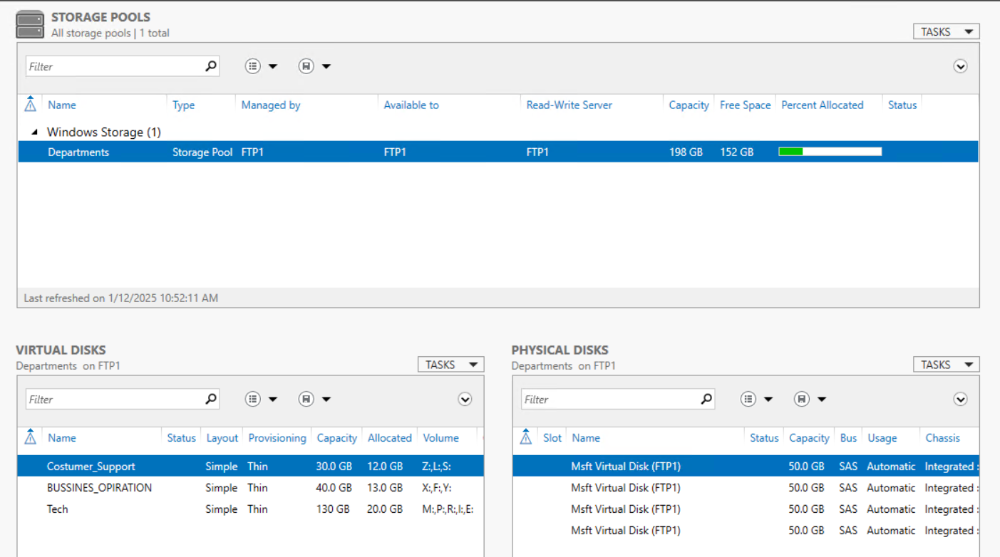 STORAGE POOLS
All storage pools | 1 total
TASKS
Filter
Name Type Managed by Available to Read-Write Server Capacity Free Space Percent Allocated Status
Windows Storage (1)
Departments Storage Pool FTP1 FTP1 FTP1 198 GB 152 GB
Last refreshed on 1/12/2025 10:52:11 AM
VIRTUAL DISKS
Departments on FTP1
TASKS
Filter
Name Status Layout Provisioning Capacity Allocated Volume
Costumer_Support Simple Thin 30.0 GB 12.0 GB Z:,L:,S:
BUSSINES_OPIRATION Simple Thin 40.0 GB 13.0 GB X:,F:,Y:
Tech Simple Thin 130 GB 20.0 GB M:,P:,R:,I:,E:
PHYSICAL DISKS
Departments on FTP1
TASKS
Filter
Slot Name Status Capacity Bus Usage Chassis
Msft Virtual Disk (FTP1) 50.0 GB SAS Automatic Integrated :
Msft Virtual Disk (FTP1) 50.0 GB SAS Automatic Integrated :
Msft Virtual Disk (FTP1) 50.0 GB SAS Automatic Integrated :
Msft Virtual Disk (FTP1) 50.0 GB SAS Automatic Integrated :